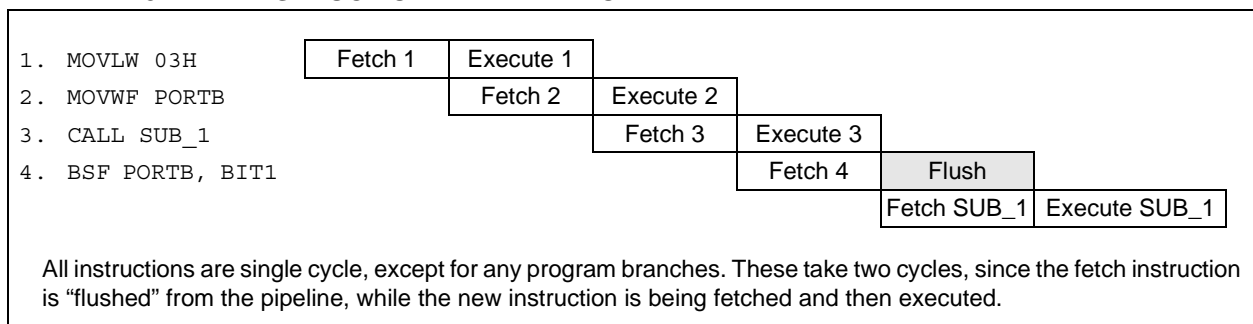 1. MOVLW 03H Fetch 1 Execute 1
2. MOVWF PORTB Fetch 2 Execute 2
3. CALL SUB_1 Fetch 3 Execute 3
4. BSF PORTB, BIT1 Fetch 4 Flush
Fetch SUB_1 Execute SUB_1
All instructions are single cycle, except for any program branches. These take two cycles, since the fetch instruction
is “flushed” from the pipeline, while the new instruction is being fetched and then executed.